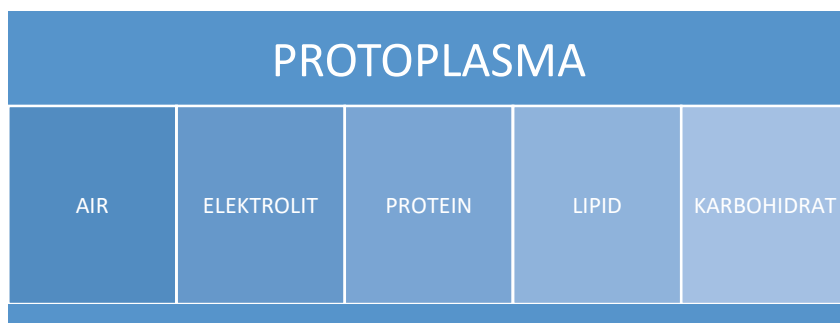 PROTOPLASMA
AIR
ELEKTROLIT
PROTEIN
LIPID
KARBOHIDRAT